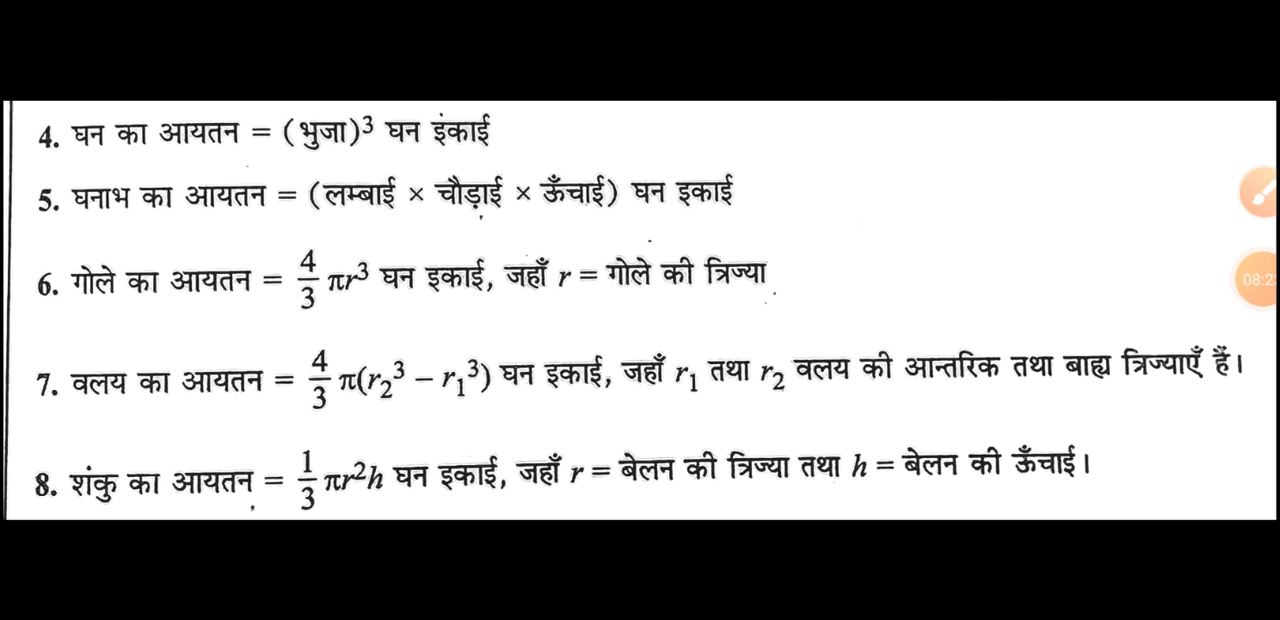 4. घन का आयतन = (भुजा)³ घन इंकाई
5. घनाभ का आयतन = (लम्बाई × चौड़ाई × ऊँचाई) घन इकाई
6. गोले का आयतन = 4/3 πr³ घन इकाई, जहाँ r = गोले की त्रिज्या
7. वलय का आयतन = 4/3 π(r₂³ – r₁³) घन इकाई, जहाँ r₁ तथा r₂ वलय की आन्तरिक तथा बाह्य त्रिज्याएँ हैं।
8. शंकु का आयतन = 1/3 πr²h घन इकाई, जहाँ r = बेलन की त्रिज्या तथा h = बेलन की ऊँचाई।